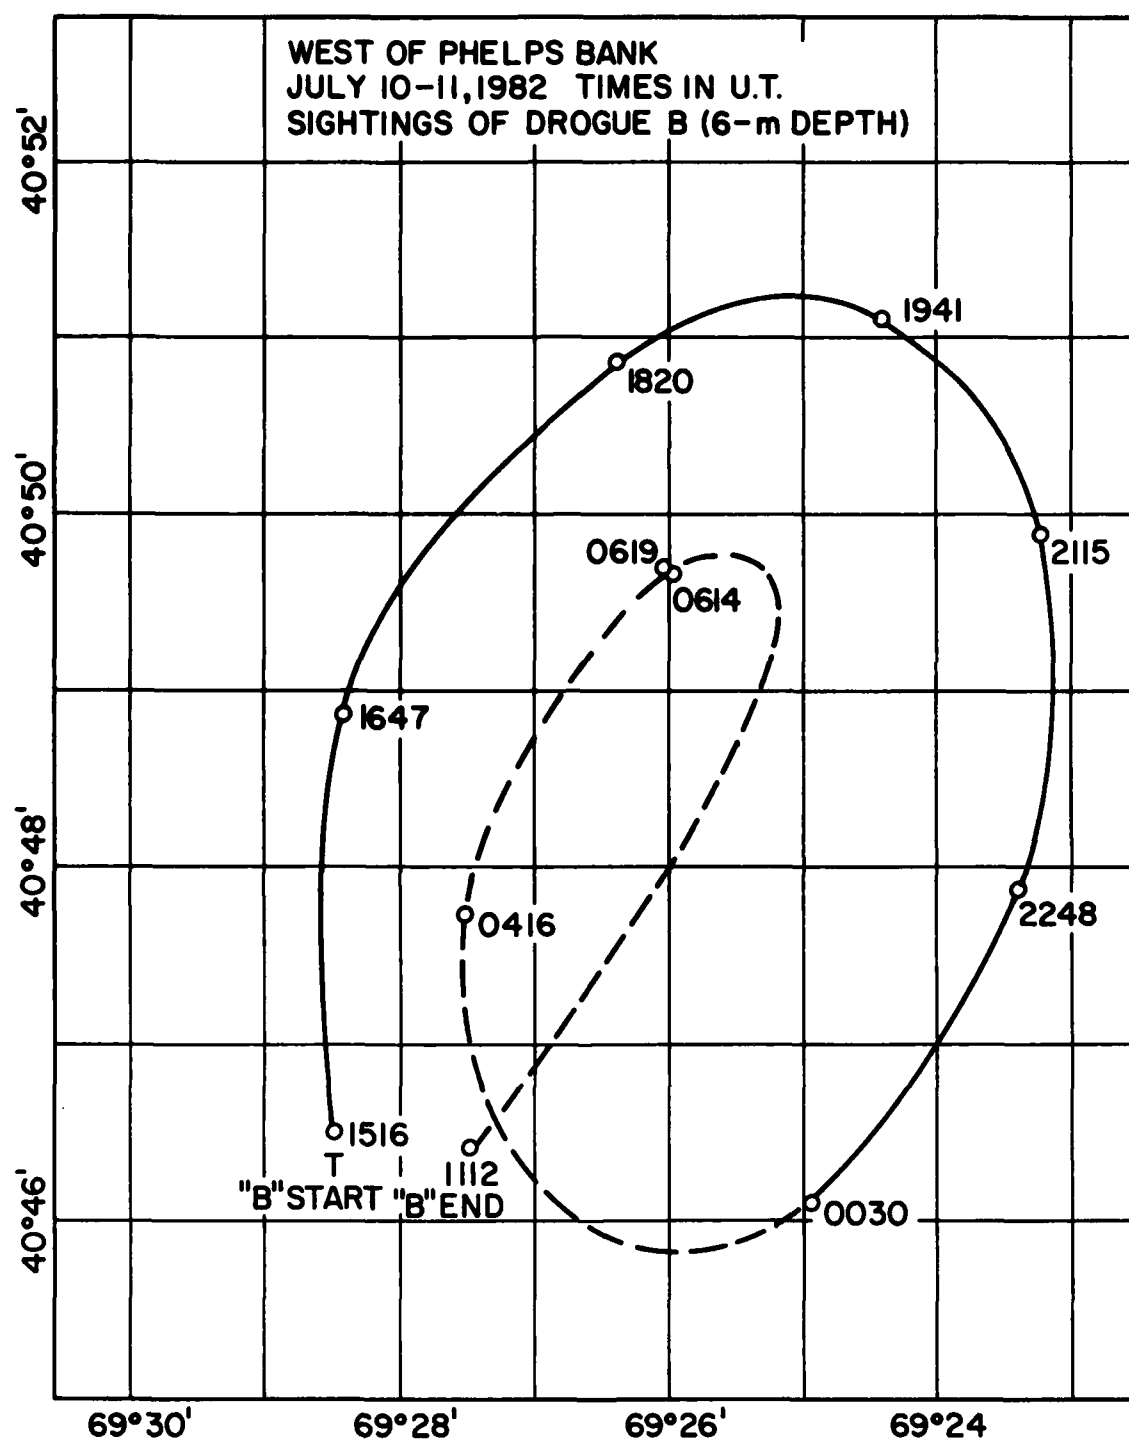 WEST OF PHELPS BANK
JULY 10-11, 1982 TIMES IN U.T.
SIGHTINGS OF DROGUE B (6-m DEPTH)
40°52'
1941
1820
40°50'
2115
0619
0614
1647
40°48'
2248
0416
1516
T
1112
"B" START "B" END
40°46'
0030
69°30' 69°28' 69°26' 69°24'